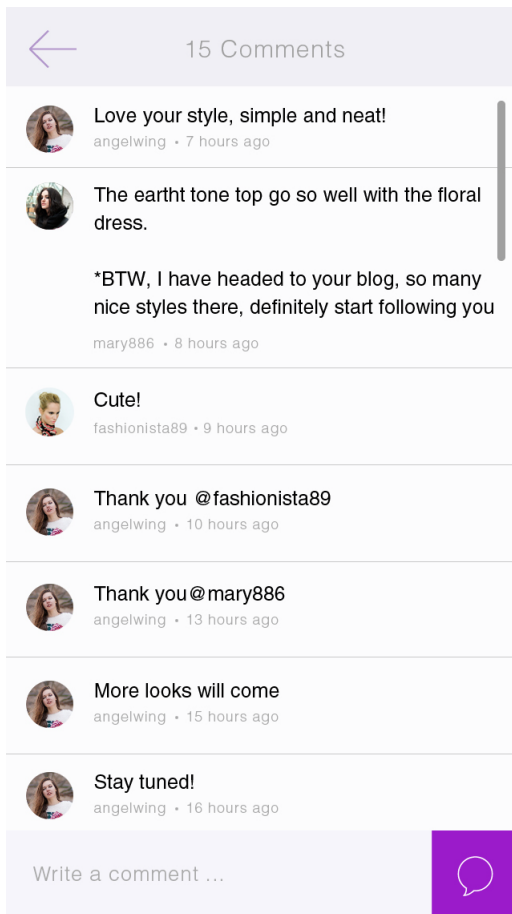 15 Comments
Love your style, simple and neat!
angelwing • 7 hours ago
The eartht tone top go so well with the floral
dress.
*BTW, I have headed to your blog, so many
nice styles there, definitely start following you
mary886 • 8 hours ago
Cute!
fashionista89 • 9 hours ago
Thank you @fashionista89
angelwing • 10 hours ago
Thank you@mary886
angelwing • 13 hours ago
More looks will come
angelwing • 15 hours ago
Stay tuned!
angelwing • 16 hours ago
Write a comment ...